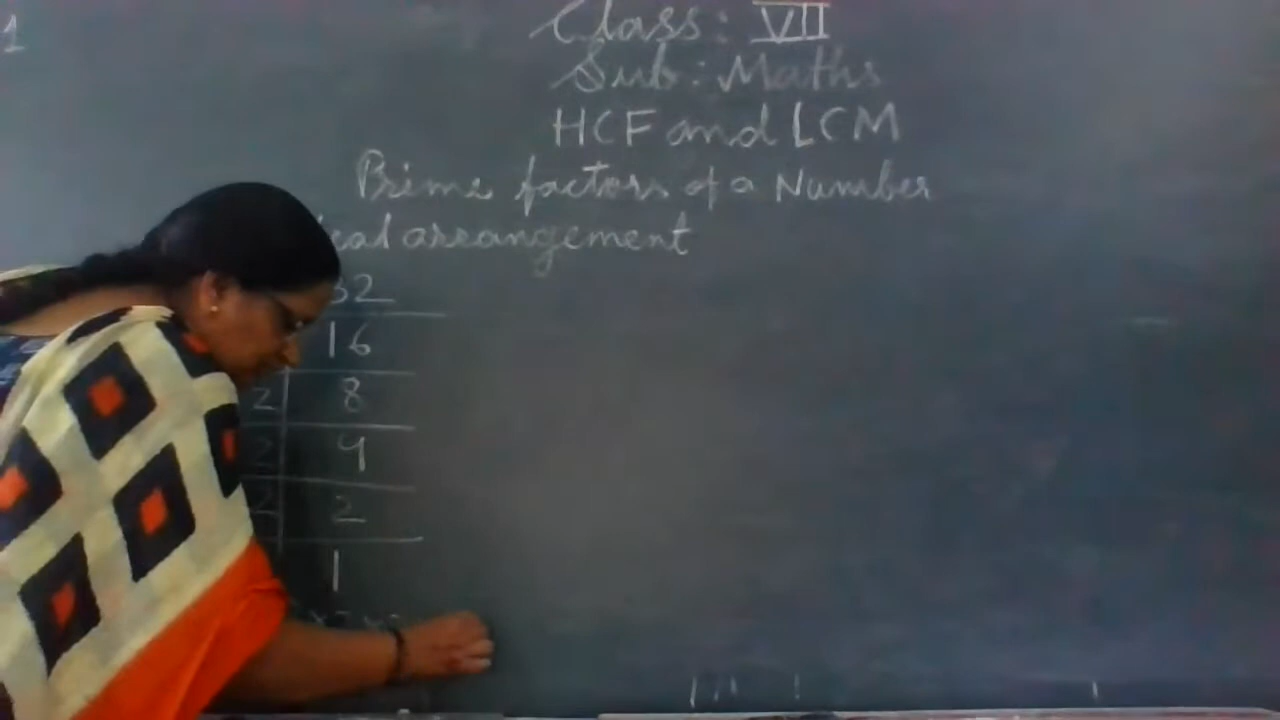 1
Class: VII
Sub: Maths
HCF and LCM
Prime factors of a Number
ical arrangement
32
16
2 8
2 4
2 2
1